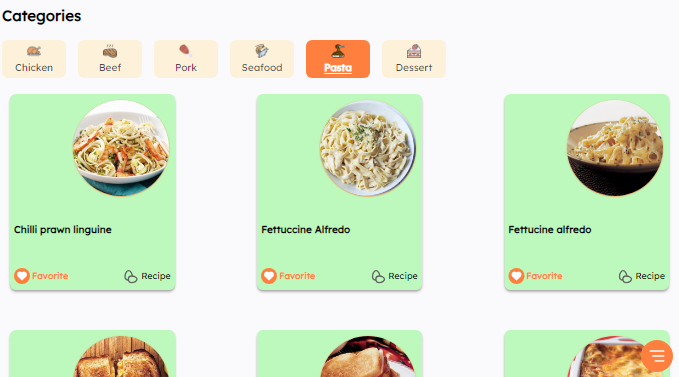 Categories
Chicken
Beef
Pork
Seafood
Pasta
Dessert
Chilli prawn linguine
Fettuccine Alfredo
Fettucine alfredo
Favorite
Recipe
Favorite
Recipe
Favorite
Recipe